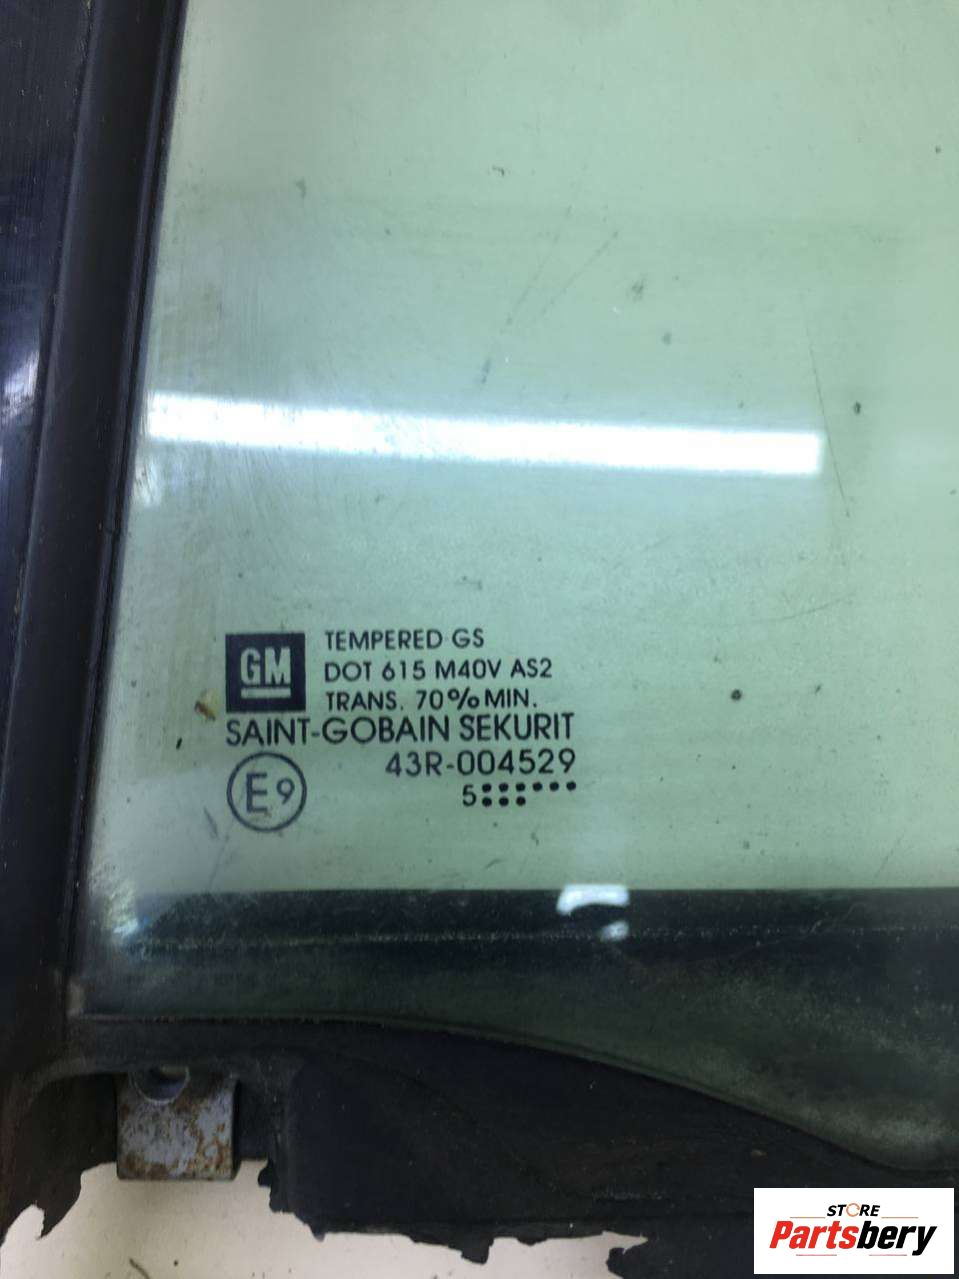 GM
TEMPERED GS
DOT 615 M40V AS2
TRANS. 70% MIN.
SAINT-GOBAIN SEKURIT
43R-004529
E9
5
STORE
Partsbery